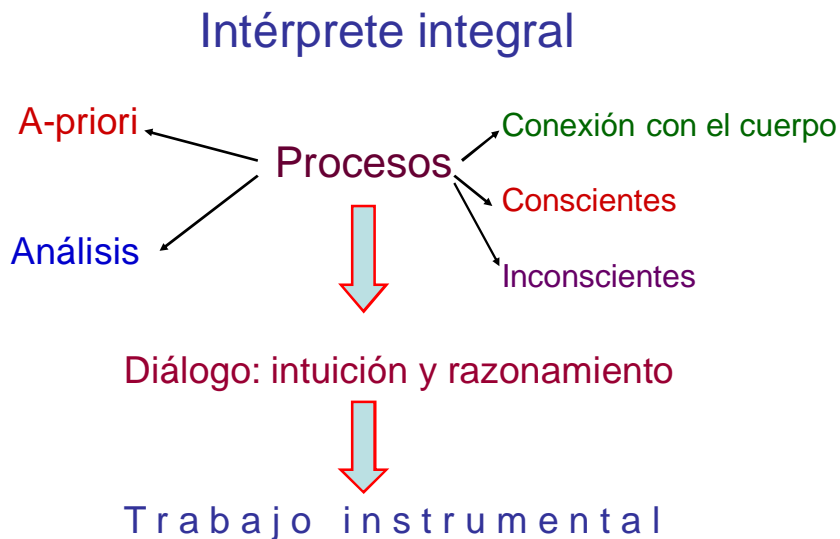 Intérprete integral
A-priori
Conexión con el cuerpo
Procesos
Conscientes
Análisis
Inconscientes
Diálogo: intuición y razonamiento
Trabajo instrumental